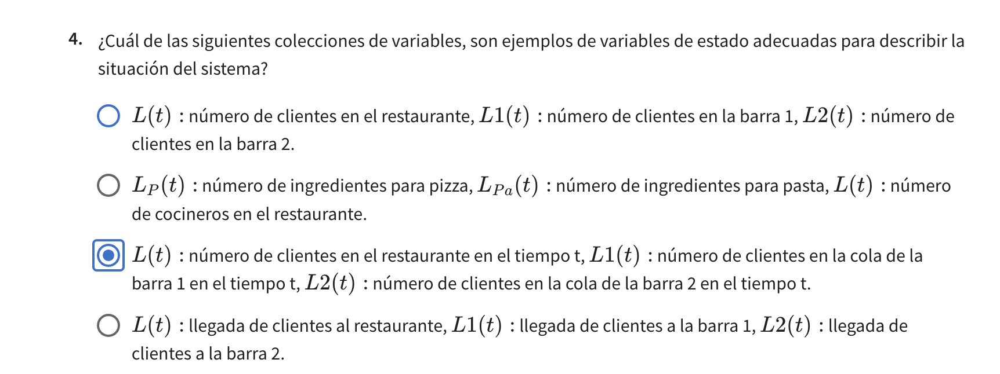 4. ¿Cuál de las siguientes colecciones de variables, son ejemplos de variables de estado adecuadas para describir la
situación del sistema?
L(t) : número de clientes en el restaurante, L1(t) : número de clientes en la barra 1, L2(t) : número de
clientes en la barra 2.
L_P(t) : número de ingredientes para pizza, L_{Pa}(t) : número de ingredientes para pasta, L(t) : número
de cocineros en el restaurante.
L(t) : número de clientes en el restaurante en el tiempo t, L1(t) : número de clientes en la cola de la
barra 1 en el tiempo t, L2(t) : número de clientes en la cola de la barra 2 en el tiempo t.
L(t) : llegada de clientes al restaurante, L1(t) : llegada de clientes a la barra 1, L2(t) : llegada de
clientes a la barra 2.